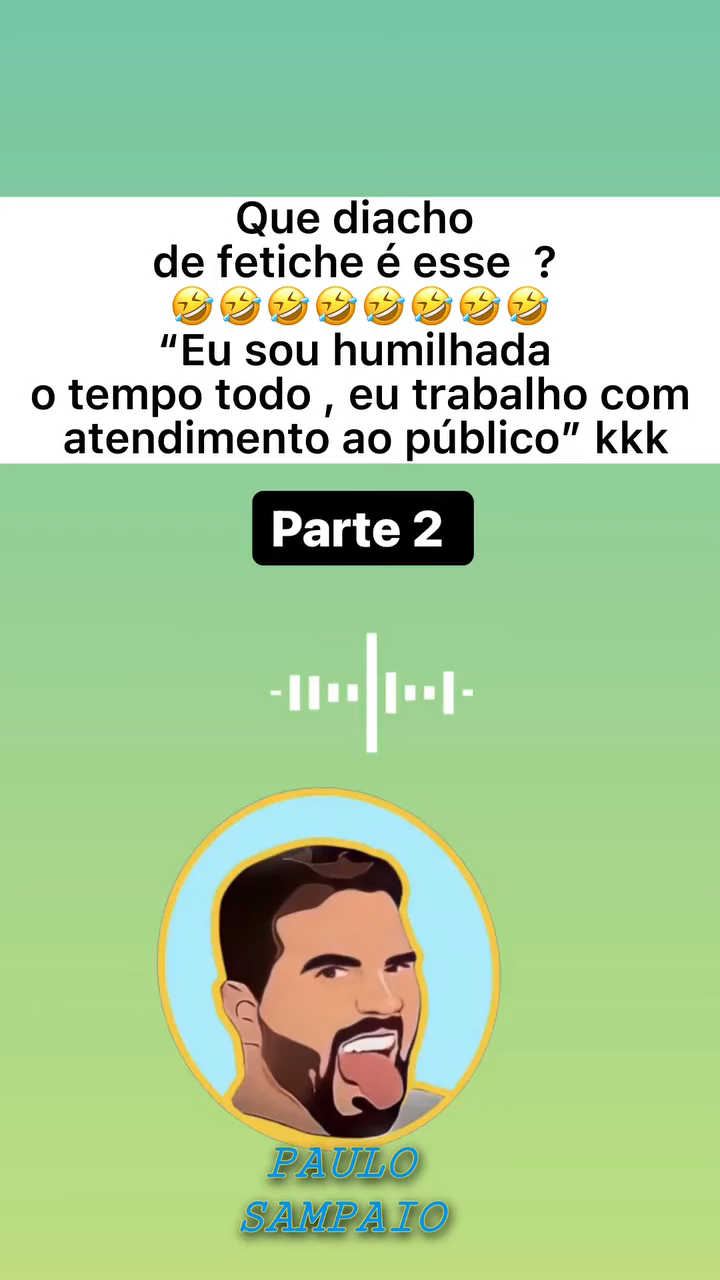 Que diacho
de fetiche é esse ?
🤣🤣🤣🤣🤣🤣🤣🤣
“Eu sou humilhada
o tempo todo , eu trabalho com
atendimento ao público” kkk
Parte 2
PAULO
SAMPAIO